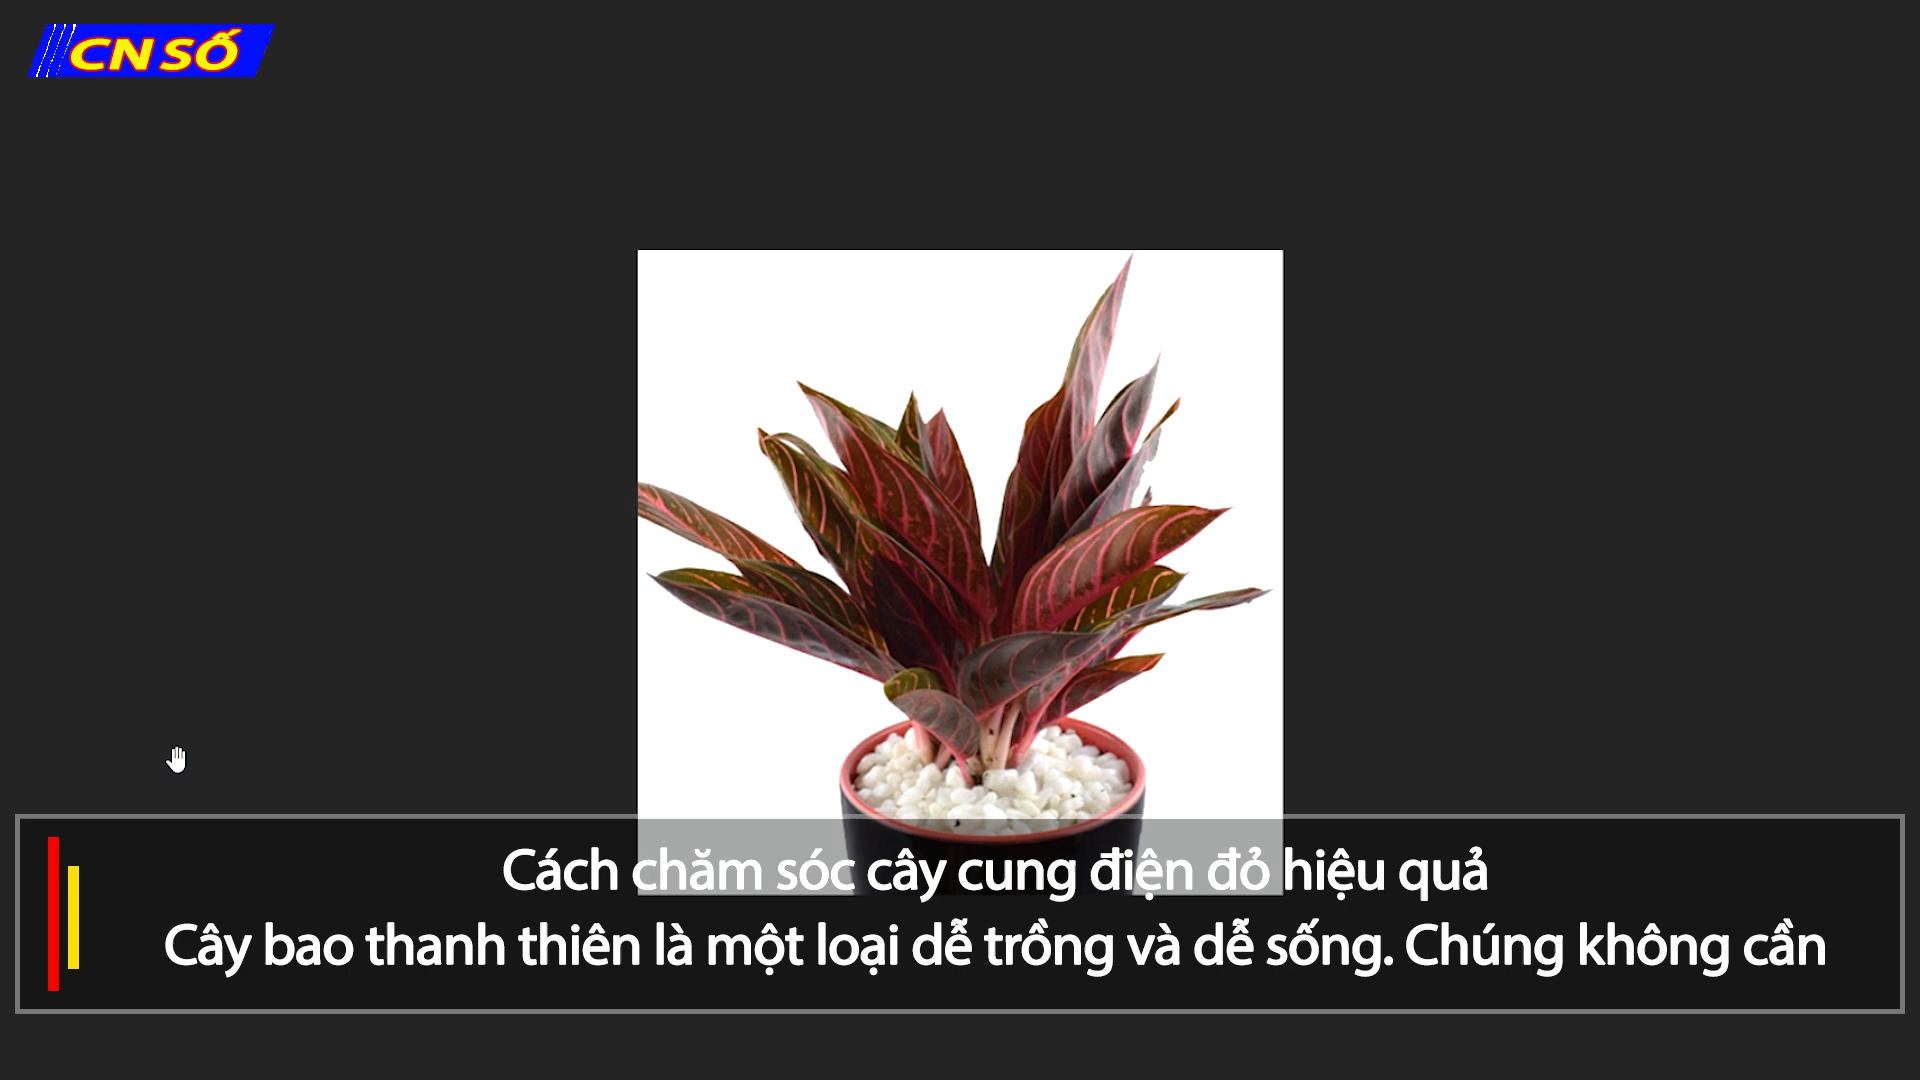 CN SỐ
Cách chăm sóc cây cung điện đỏ hiệu quả
Cây bao thanh thiên là một loại dễ trồng và dễ sống. Chúng không cần